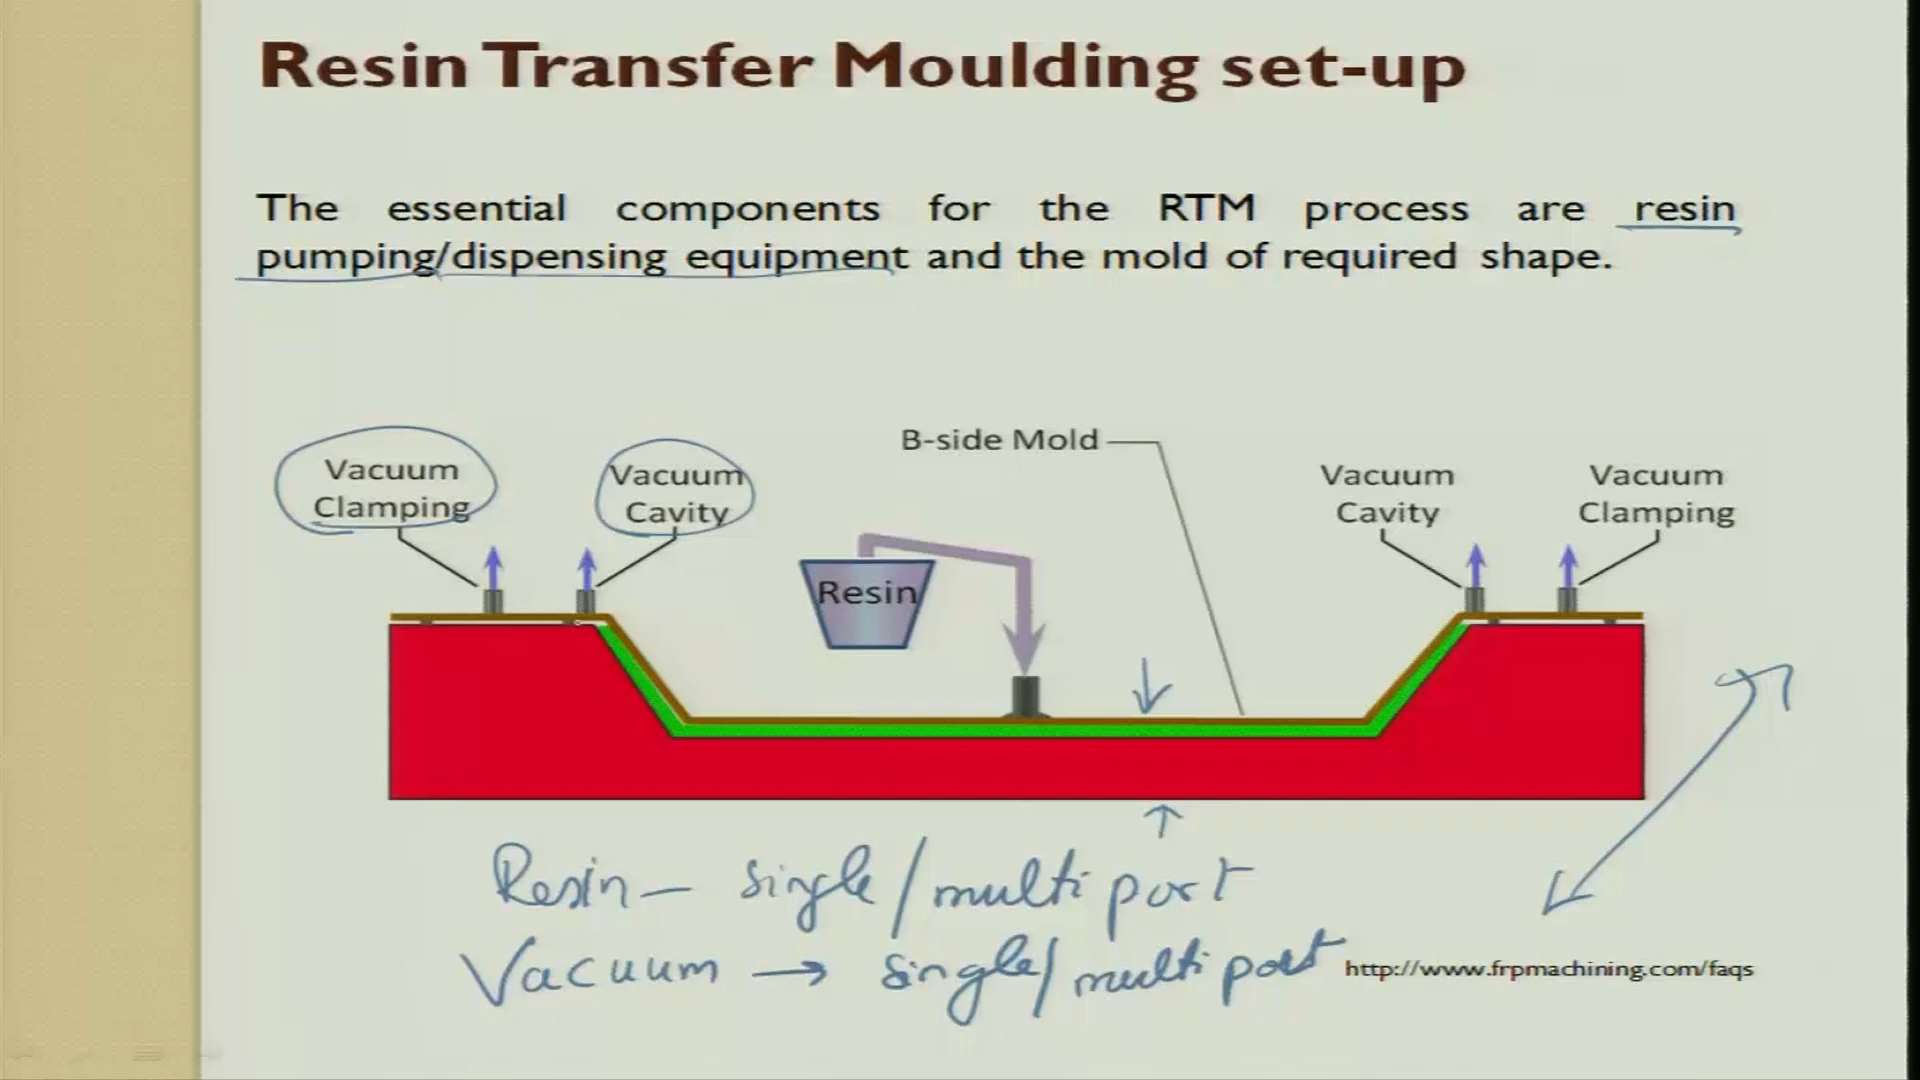 Resin Transfer Moulding set-up
The essential components for the RTM process are resin
pumping/dispensing equipment and the mold of required shape.
B-side Mold
Vacuum
Clamping
Vacuum
Cavity
Vacuum
Cavity
Vacuum
Clamping
Resin
Resin – single/multi port
Vacuum → single/multi port
http://www.frpmachining.com/faqs